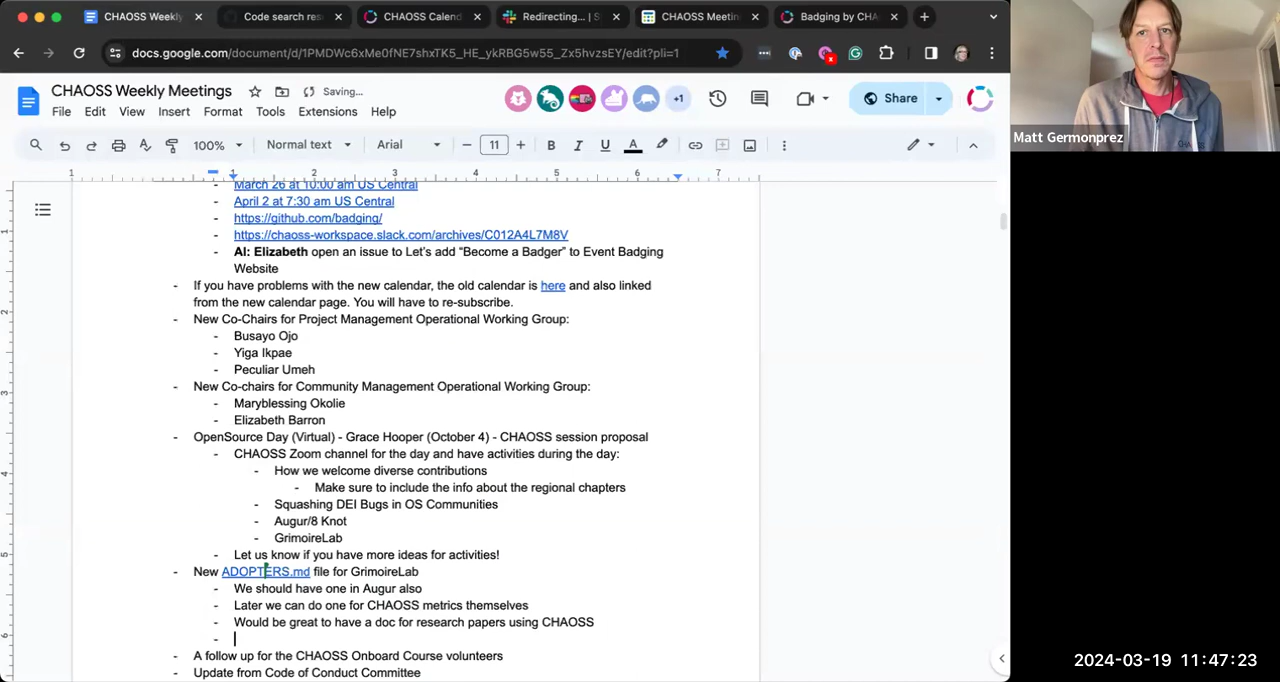 CHAOSS Weekly
Code search res
CHAOSS Calend
Redirecting... | S
CHAOSS Meetin
Badging by CHA
docs.google.com/document/d/1PMDWc6xMe0fNE7shxTK5_HE_ykRBG5w55_Zx5hvzsEY/edit?pli=1
CHAOSS Weekly Meetings
Saving...
+1
Share
File Edit View Insert Format Tools Extensions Help
100% Normal text Arial 11 B I U A
1 1 2 3 4 5 6 7
March 26 at 10:00 am US Central
- April 2 at 7:30 am US Central
- https://github.com/badging/
- https://chaoss-workspace.slack.com/archives/C012A4L7M8V
- AI: Elizabeth open an issue to Let's add “Become a Badger” to Event Badging
Website
- If you have problems with the new calendar, the old calendar is here and also linked
from the new calendar page. You will have to re-subscribe.
- New Co-Chairs for Project Management Operational Working Group:
- Busayo Ojo
- Yiga Ikpae
- Peculiar Umeh
- New Co-chairs for Community Management Operational Working Group:
- Maryblessing Okolie
- Elizabeth Barron
- OpenSource Day (Virtual) - Grace Hooper (October 4) - CHAOSS session proposal
- CHAOSS Zoom channel for the day and have activities during the day:
- How we welcome diverse contributions
- Make sure to include the info about the regional chapters
- Squashing DEI Bugs in OS Communities
- Augur/8 Knot
- GrimoireLab
- Let us know if you have more ideas for activities!
- New ADOPTERS.md file for GrimoireLab
- We should have one in Augur also
- Later we can do one for CHAOSS metrics themselves
- Would be great to have a doc for research papers using CHAOSS
-
- A follow up for the CHAOSS Onboard Course volunteers
- Update from Code of Conduct Committee
Matt Germonprez
2024-03-19 11:47:23